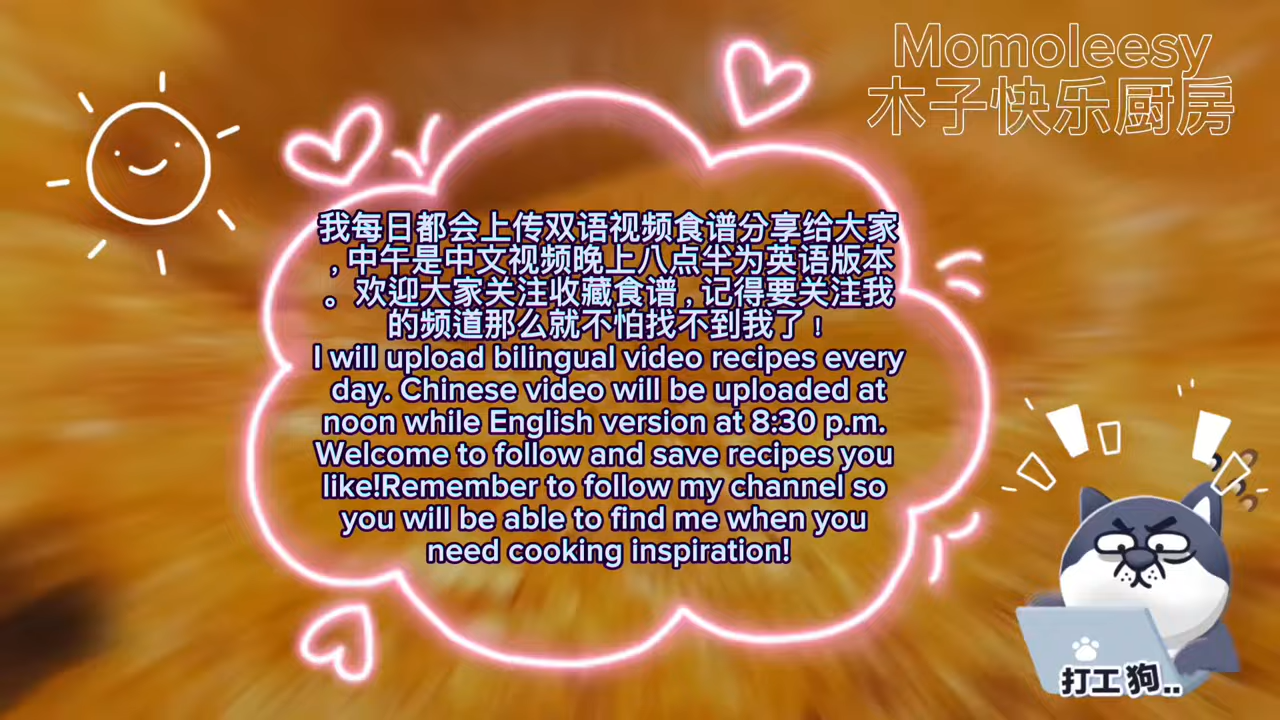 Momoleesy
木子快乐厨房
我每日都会上传双语视频食谱分享给大家
，中午是中文视频晚上八点半为英语版本
。欢迎大家关注收藏食谱，记得要关注我
的频道那么就不怕找不到我了！
I will upload bilingual video recipes every
day. Chinese video will be uploaded at
noon while English version at 8:30 p.m.
Welcome to follow and save recipes you
like!Remember to follow my channel so
you will be able to find me when you
need cooking inspiration!
打工狗..